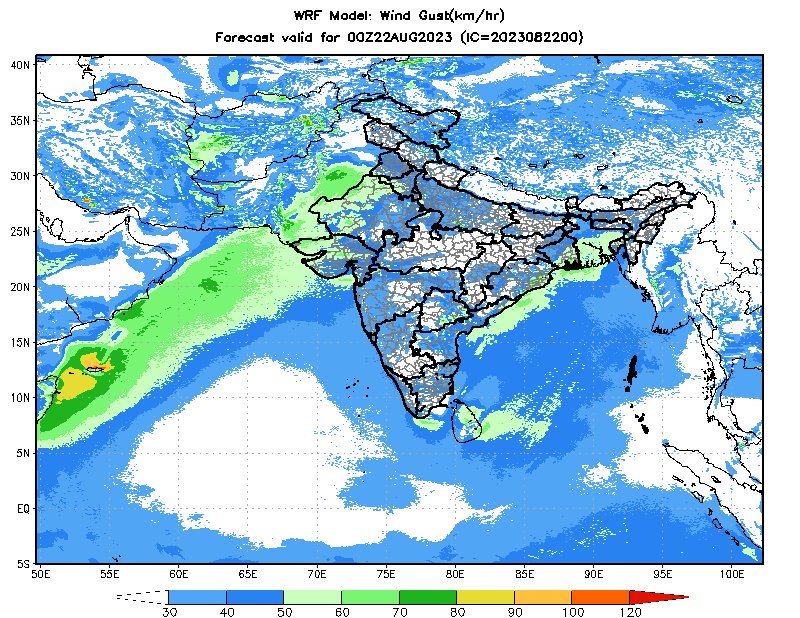 WRF Model: Wind Gust(km/hr)
Forecast valid for 00Z22AUG2023 (IC=2023082200)
40N
35N
30N
25N
20N
15N
10N
5N
EQ
5S
50E 55E 60E 65E 70E 75E 80E 85E 90E 95E 100E
30 40 50 60 70 80 90 100 120